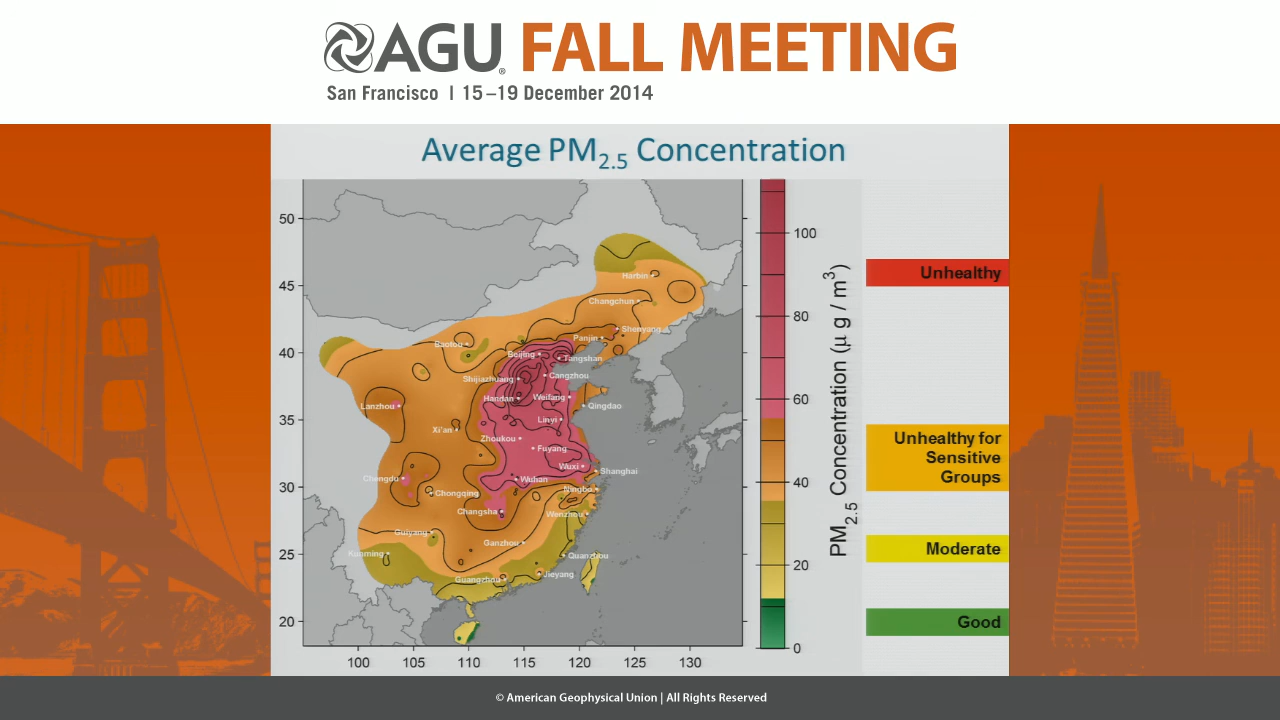 AGU® FALL MEETING
San Francisco | 15–19 December 2014
Average PM2.5 Concentration
50
45
40
35
30
25
20
100
105
110
115
120
125
130
Harbin
Changchun
Shenyang
Panjin
Baotou
Beijing
Tangshan
Shijiazhuang
Cangzhou
Handan
Weifang
Lanzhou
Qingdao
Linyi
Xi'an
Zhoukou
Fuyang
Wuxi
Shanghai
Chengdu
Wuhan
Chongqing
Ningbo
Changsha
Wenzhou
Guiyang
Ganzhou
Kunming
Quanzhou
Guangzhou
Jieyang
100
80
60
40
20
0
PM2.5 Concentration (μ g / m3)
Unhealthy
Unhealthy for
Sensitive
Groups
Moderate
Good
© American Geophysical Union | All Rights Reserved